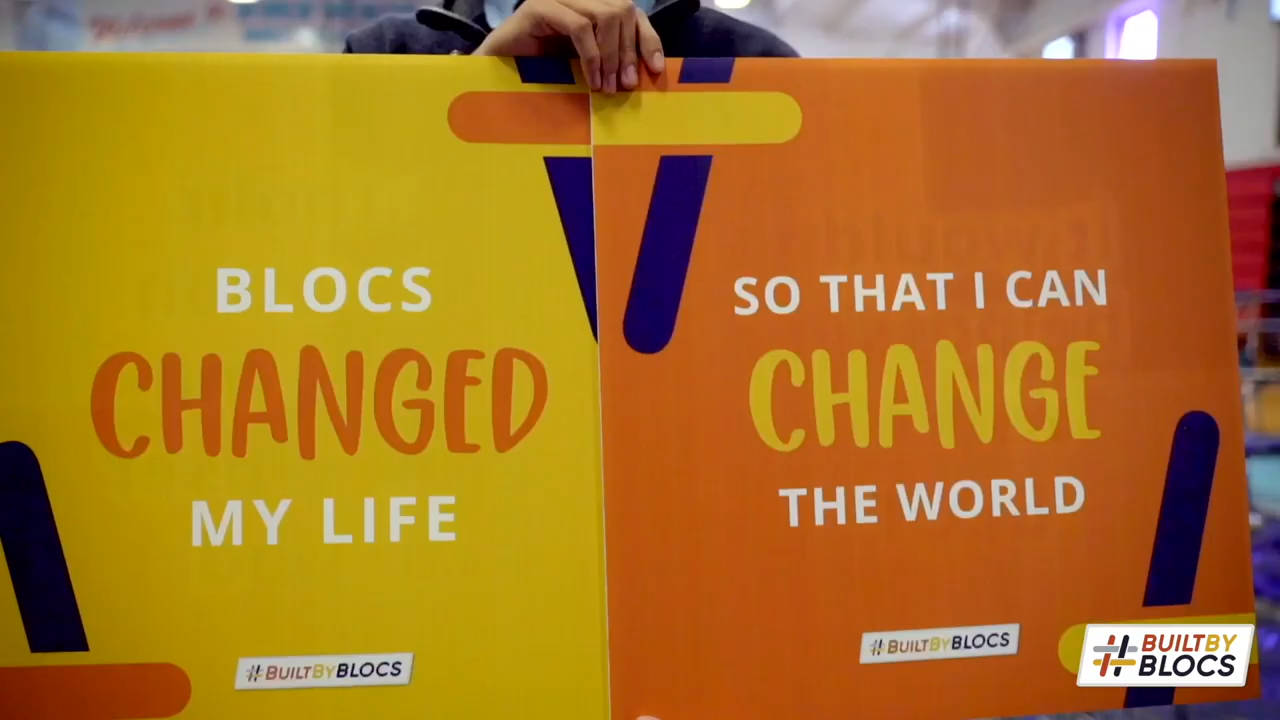 BLOCS
CHANGED
MY LIFE
#BUILTBYBLOCS
SO THAT I CAN
CHANGE
THE WORLD
#BUILTBYBLOCS
#BUILTBY
BLOCS